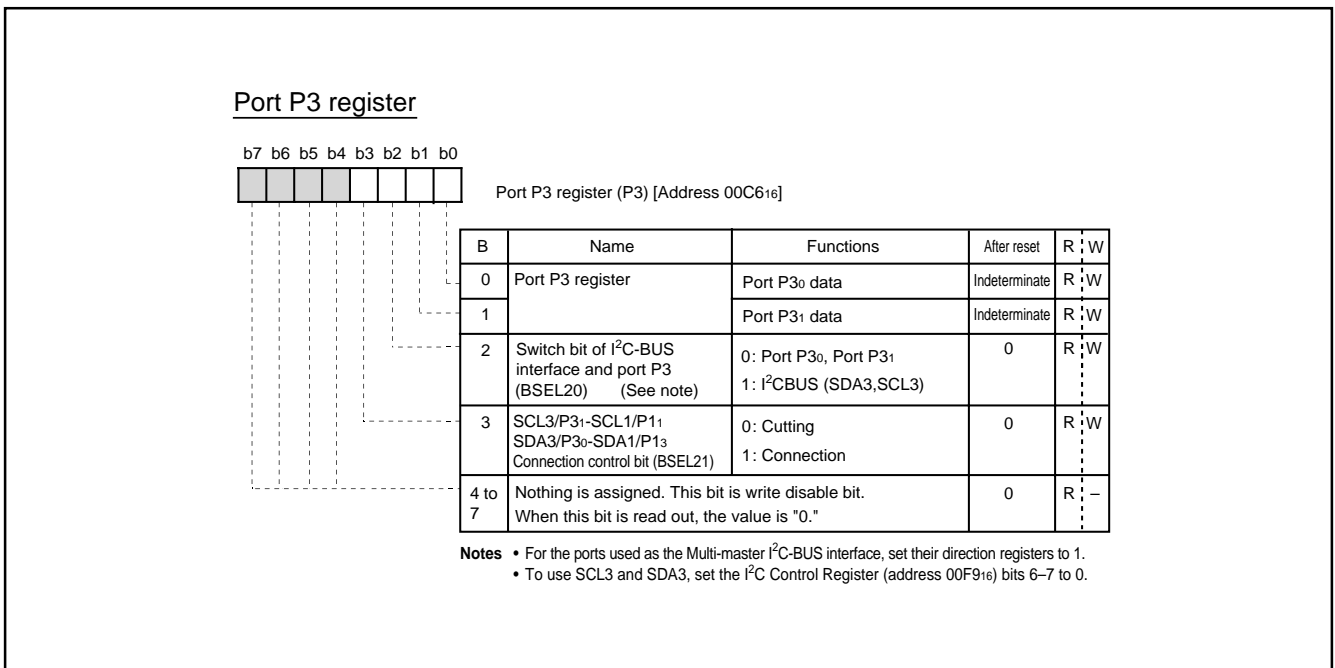 Port P3 register
b7 b6 b5 b4 b3 b2 b1 b0
Port P3 register (P3) [Address 00C616]
B Name Functions After reset R W
0 Port P3 register Port P30 data Indeterminate R W
1 Port P31 data Indeterminate R W
2 Switch bit of I2C-BUS interface and port P3 (BSEL20) (See note) 0: Port P30, Port P31 1: I2CBUS (SDA3,SCL3) 0 R W
3 SCL3/P31-SCL1/P11 SDA3/P30-SDA1/P13 Connection control bit (BSEL21) 0: Cutting 1: Connection 0 R W
4 to 7 Nothing is assigned. This bit is write disable bit. When this bit is read out, the value is "0." 0 R –
Notes • For the ports used as the Multi-master I2C-BUS interface, set their direction registers to 1.
• To use SCL3 and SDA3, set the I2C Control Register (address 00F916) bits 6–7 to 0.